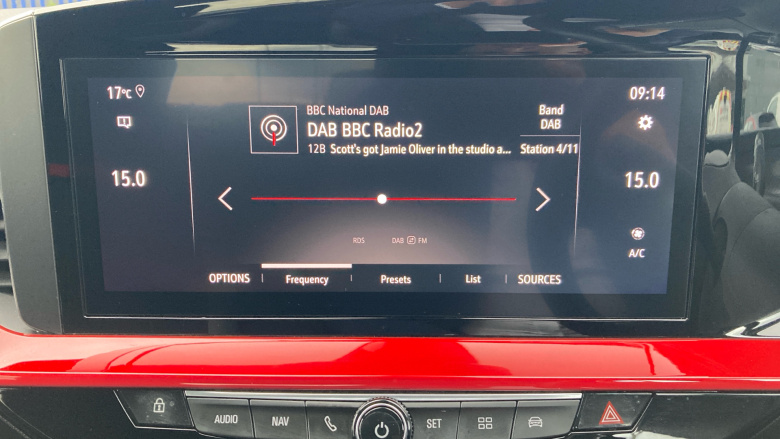 17°C
09:14
BBC National DAB
DAB BBC Radio2
12B Scott's got Jamie Oliver in the studio a...
Band
DAB
Station 4/11
15.0
15.0
RDS
DAB FM
A/C
OPTIONS Frequency Presets List SOURCES
AUDIO NAV SET